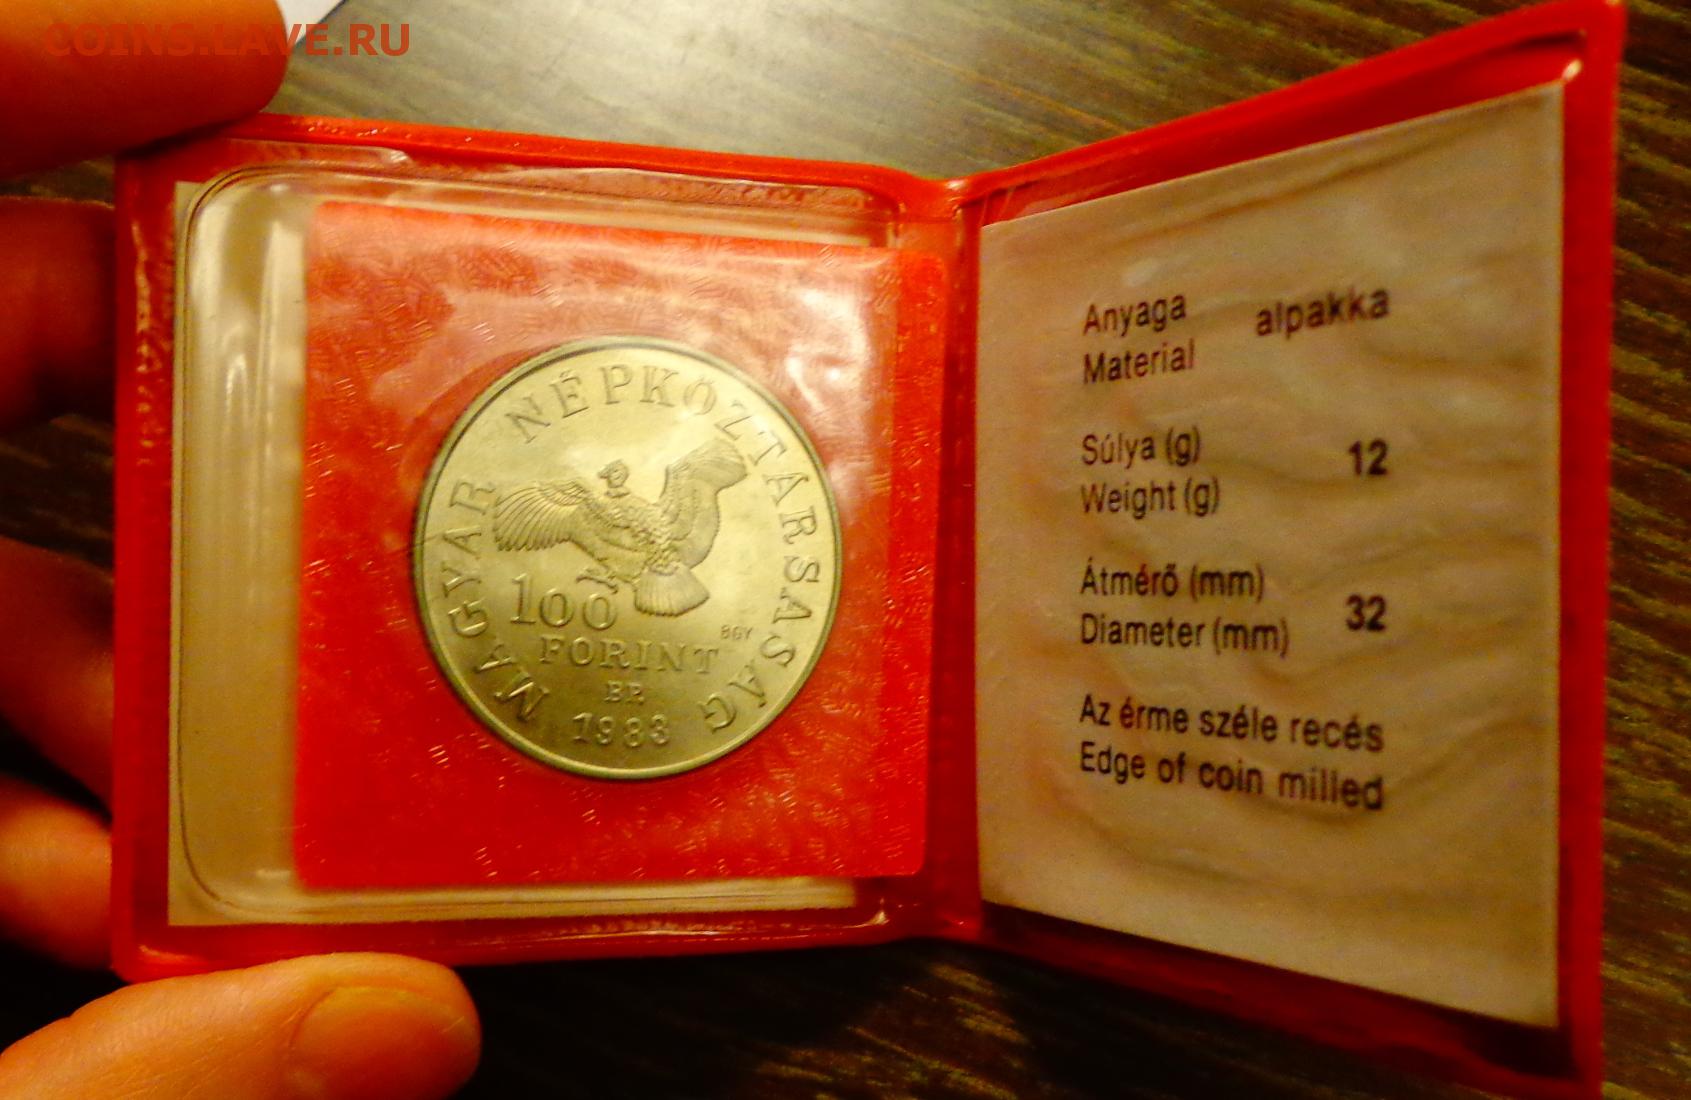 COINS.LAVE.RU
MAGYAR NÉPKÖZTÁRSASÁG
100
FORINT
BGY
BP.
1983
Anyaga
Material
alpakka
Súlya (g)
Weight (g)
12
Átmérő (mm)
Diameter (mm)
32
Az érme széle recés
Edge of coin milled